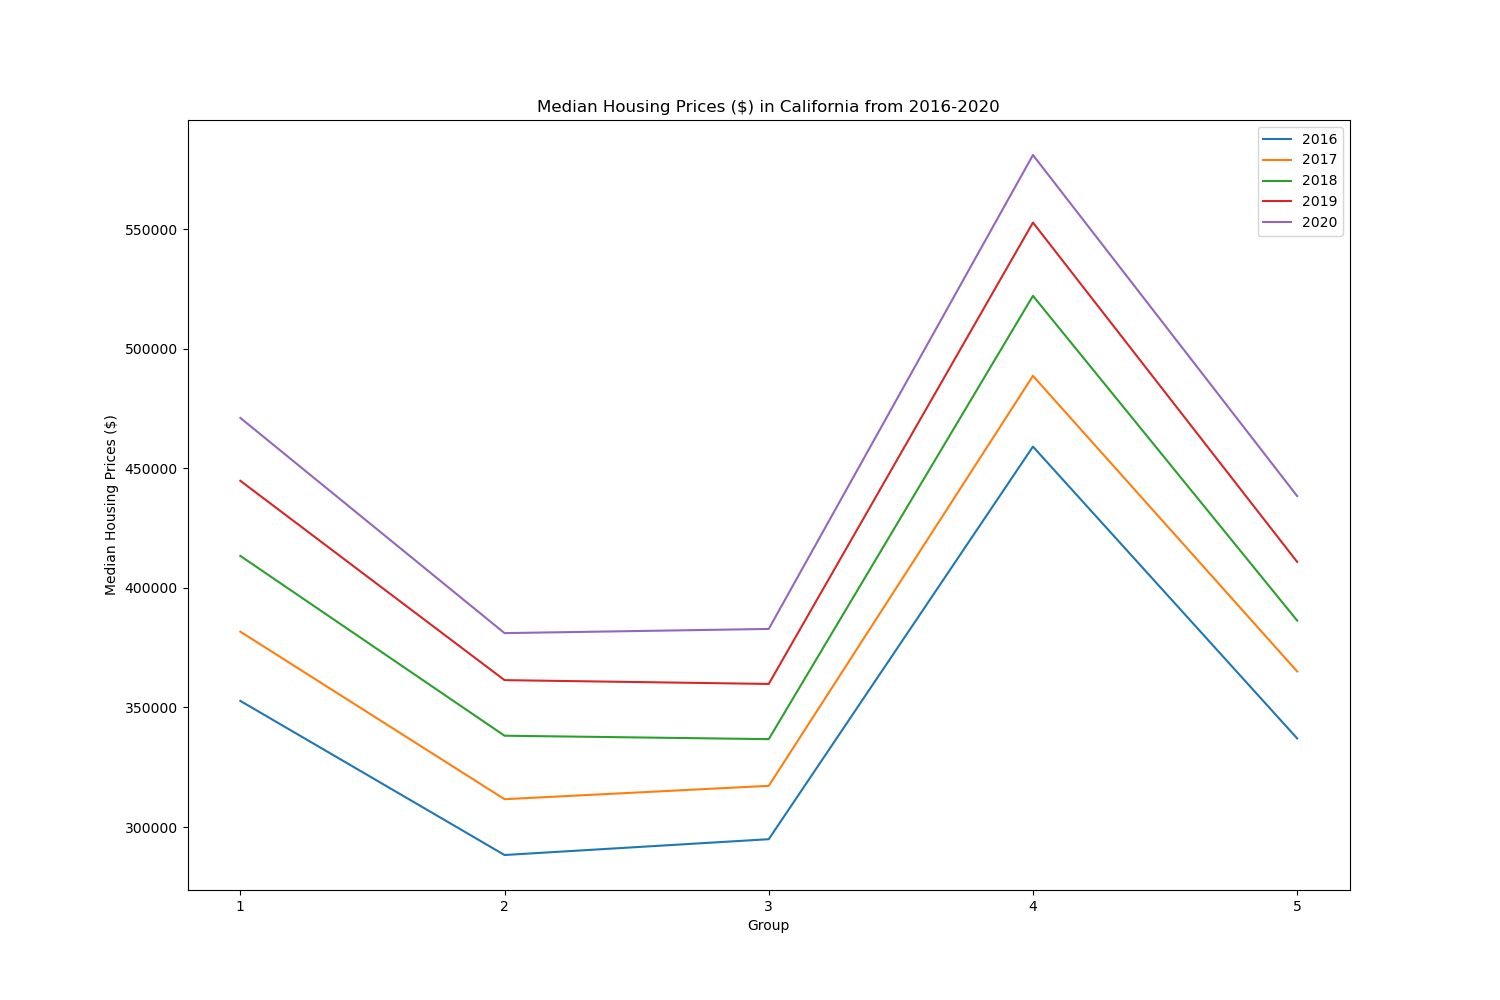 Median Housing Prices ($) in California from 2016-2020
2016
2017
2018
2019
2020
550000
500000
450000
400000
350000
300000
Median Housing Prices ($)
1 2 3 4 5
Group